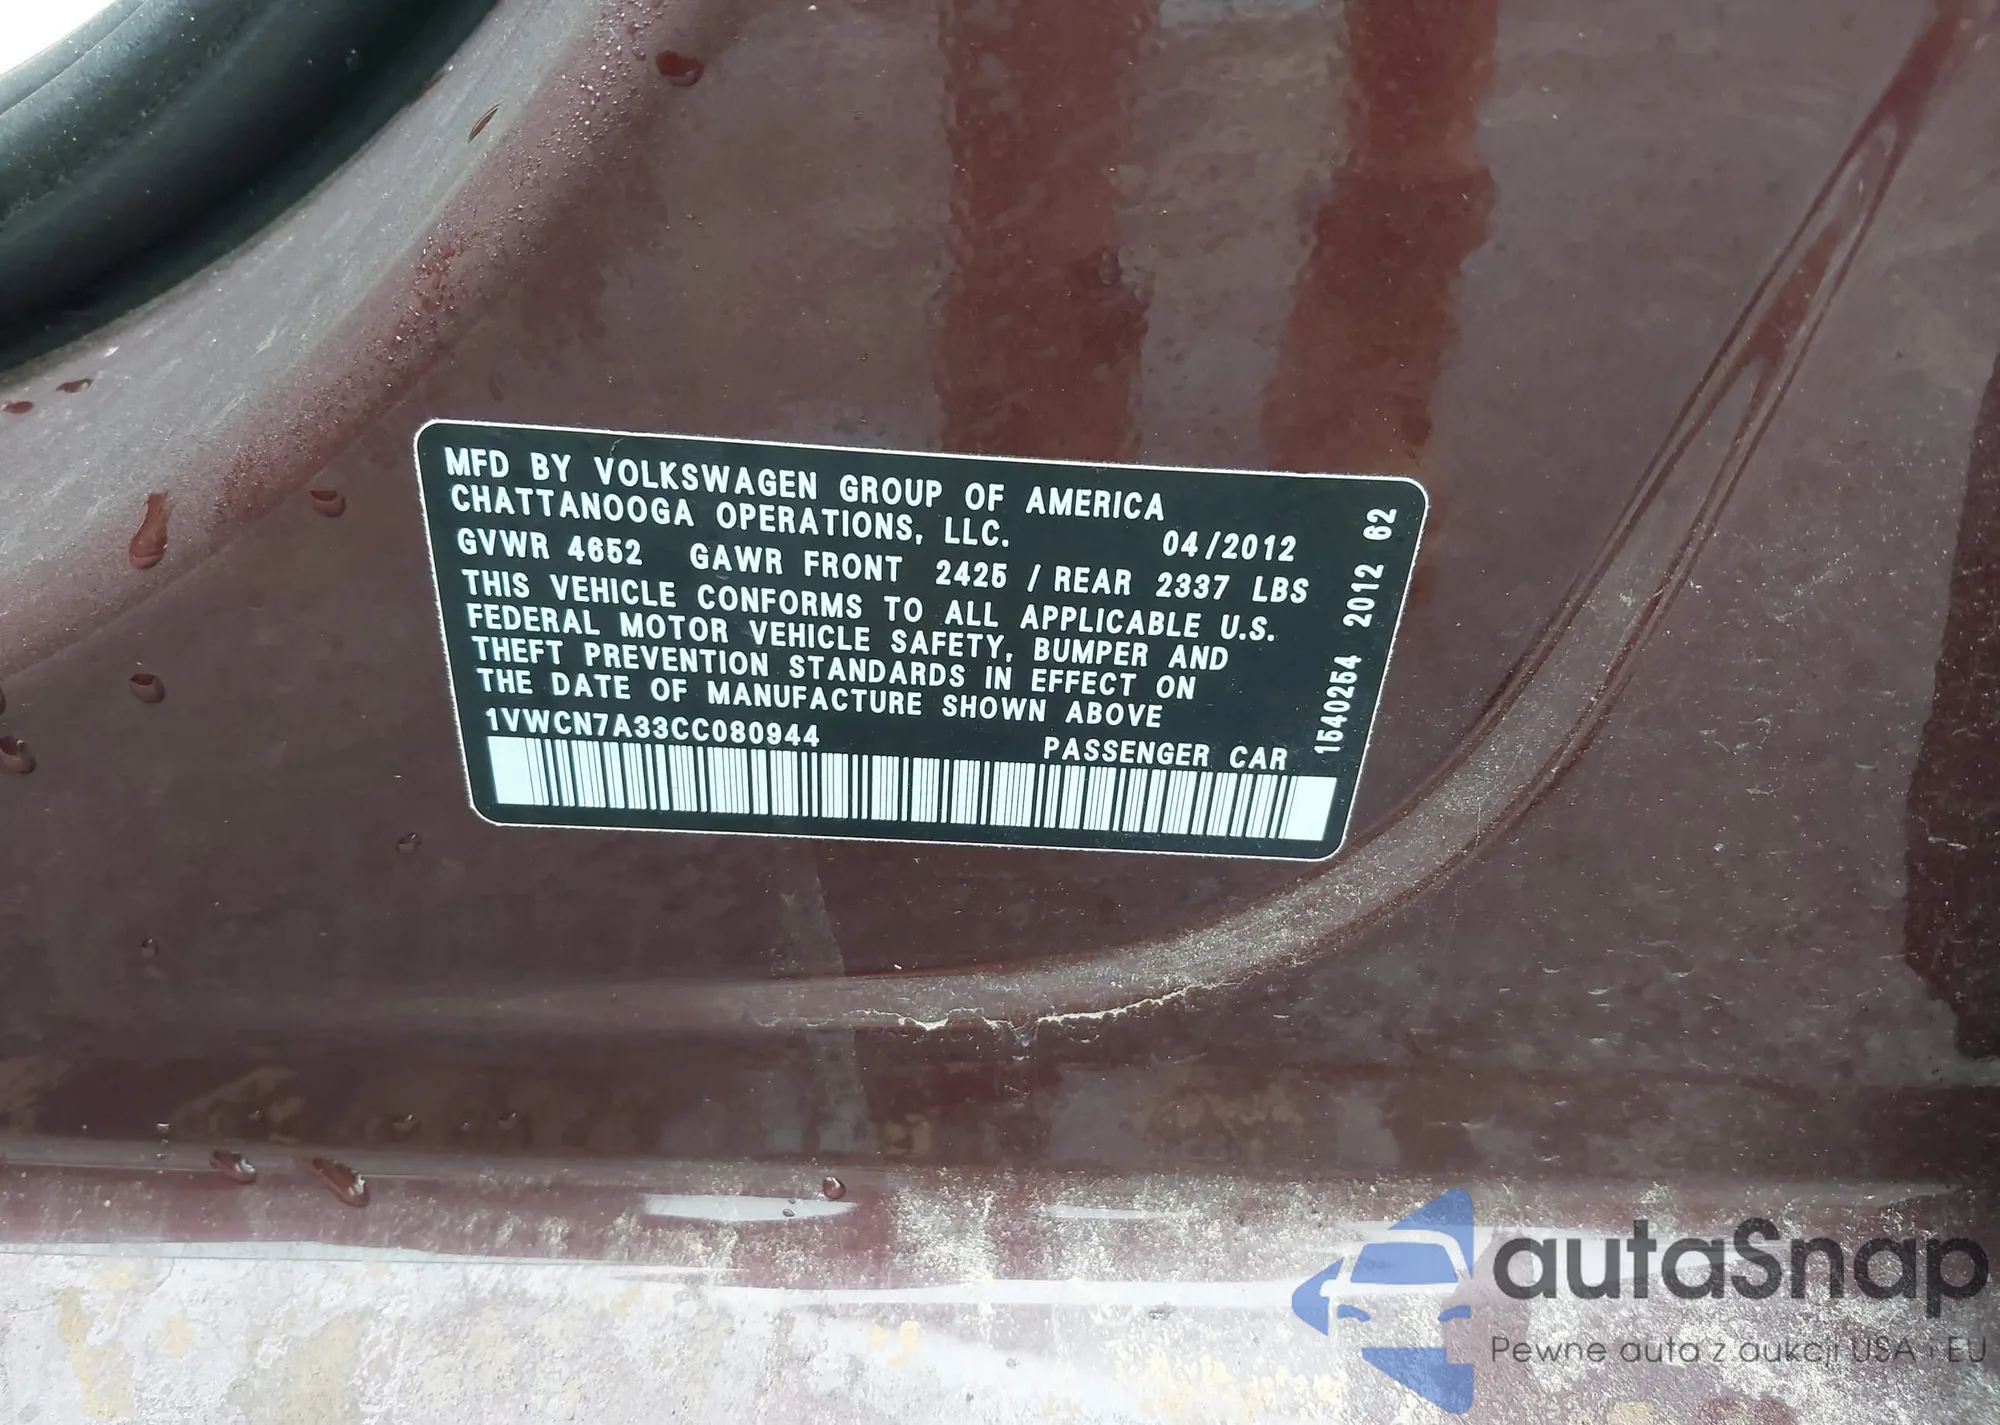 MFD BY VOLKSWAGEN GROUP OF AMERICA
CHATTANOOGA OPERATIONS, LLC. 04/2012
GVWR 4652 GAWR FRONT 2425 / REAR 2337 LBS
THIS VEHICLE CONFORMS TO ALL APPLICABLE U.S.
FEDERAL MOTOR VEHICLE SAFETY, BUMPER AND
THEFT PREVENTION STANDARDS IN EFFECT ON
THE DATE OF MANUFACTURE SHOWN ABOVE
1VWCN7A33CC080944 PASSENGER CAR
1540254 2012 62
autaSnap
Pewne auta z aukcji USA i EU